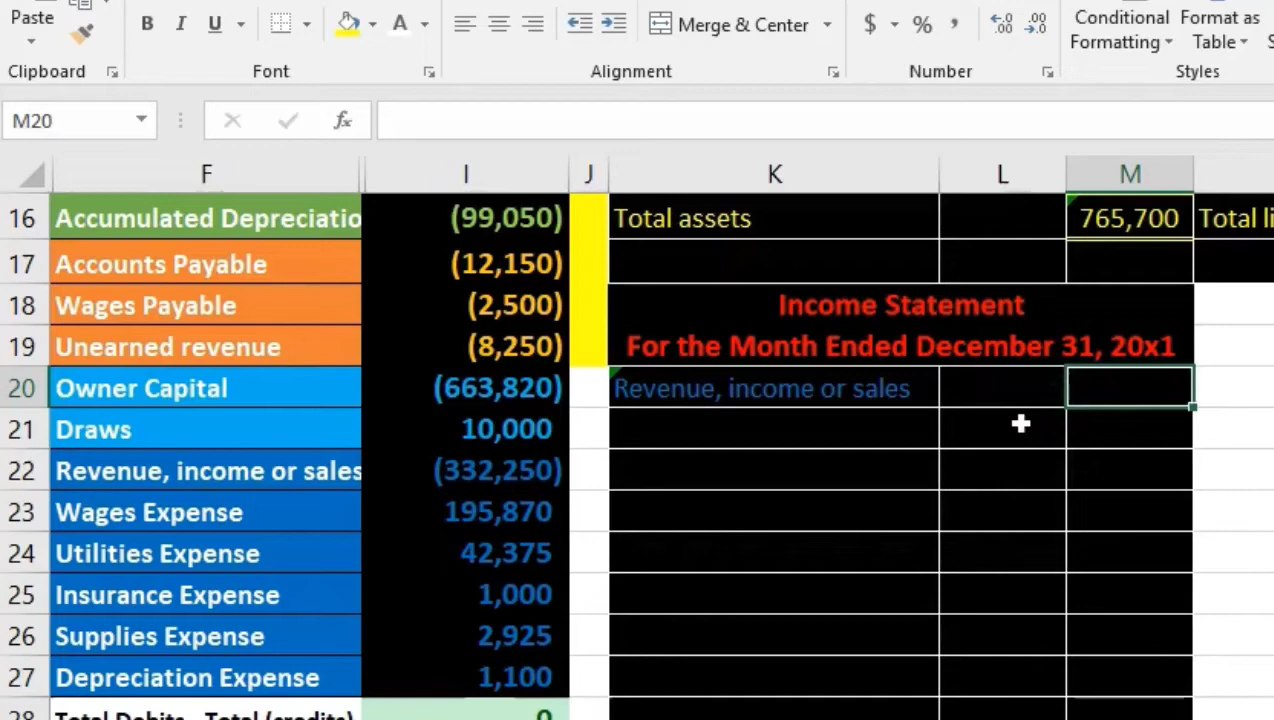 Paste
B I U A Merge & Center $ % , Conditional Format as
Formatting Table
Clipboard Font Alignment Number Styles
M20 fx
F I J K L M
16 Accumulated Depreciatio (99,050) Total assets 765,700 Total li
17 Accounts Payable (12,150)
18 Wages Payable (2,500) Income Statement
19 Unearned revenue (8,250) For the Month Ended December 31, 20x1
20 Owner Capital (663,820) Revenue, income or sales
21 Draws 10,000
22 Revenue, income or sales (332,250)
23 Wages Expense 195,870
24 Utilities Expense 42,375
25 Insurance Expense 1,000
26 Supplies Expense 2,925
27 Depreciation Expense 1,100
28 Total Debits - Total (credits) 0